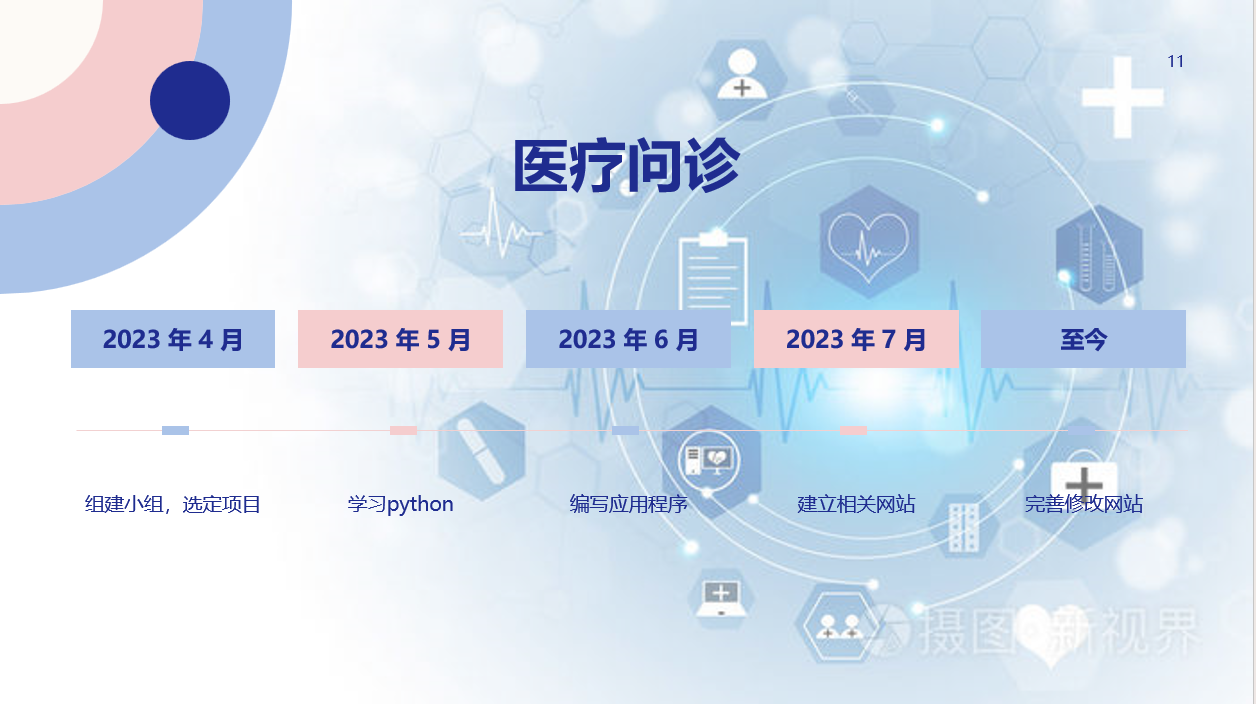 11
医疗问诊
2023 年 4 月
2023 年 5 月
2023 年 6 月
2023 年 7 月
至今
组建小组，选定项目
学习python
编写应用程序
建立相关网站
完善修改网站
摄图新视界